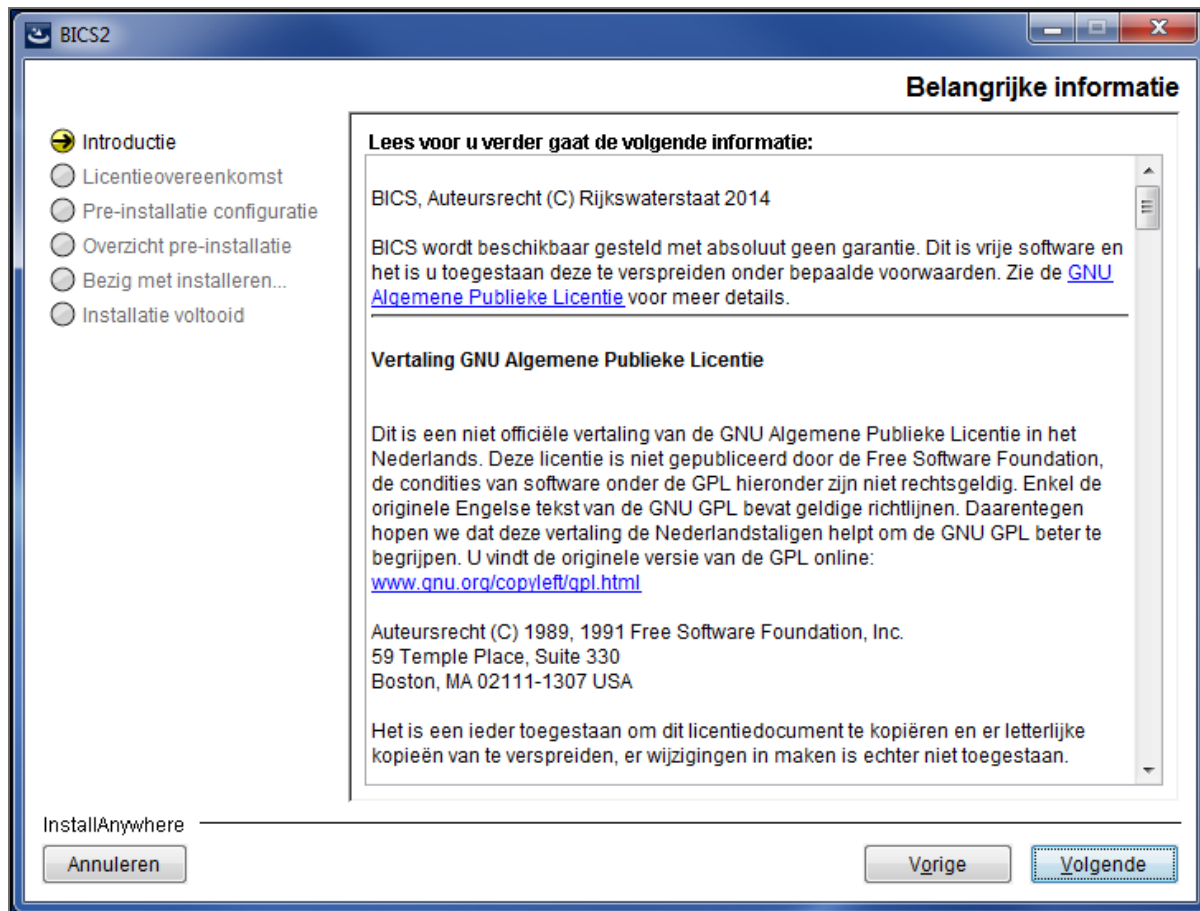 BICS2
Belangrijke informatie
Introductie
Licentieovereenkomst
Pre-installatie configuratie
Overzicht pre-installatie
Bezig met installeren...
Installatie voltooid
Lees voor u verder gaat de volgende informatie:
BICS, Auteursrecht (C) Rijkswaterstaat 2014
BICS wordt beschikbaar gesteld met absoluut geen garantie. Dit is vrije software en
het is u toegestaan deze te verspreiden onder bepaalde voorwaarden. Zie de GNU
Algemene Publieke Licentie voor meer details.
Vertaling GNU Algemene Publieke Licentie
Dit is een niet officiële vertaling van de GNU Algemene Publieke Licentie in het
Nederlands. Deze licentie is niet gepubliceerd door de Free Software Foundation,
de condities van software onder de GPL hieronder zijn niet rechtsgeldig. Enkel de
originele Engelse tekst van de GNU GPL bevat geldige richtlijnen. Daarentegen
hopen we dat deze vertaling de Nederlandstaligen helpt om de GNU GPL beter te
begrijpen. U vindt de originele versie van de GPL online:
www.gnu.org/copyleft/gpl.html
Auteursrecht (C) 1989, 1991 Free Software Foundation, Inc.
59 Temple Place, Suite 330
Boston, MA 02111-1307 USA
Het is een ieder toegestaan om dit licentiedocument te kopiëren en er letterlijke
kopieën van te verspreiden, er wijzigingen in maken is echter niet toegestaan.
InstallAnywhere
Annuleren
Vorige
Volgende